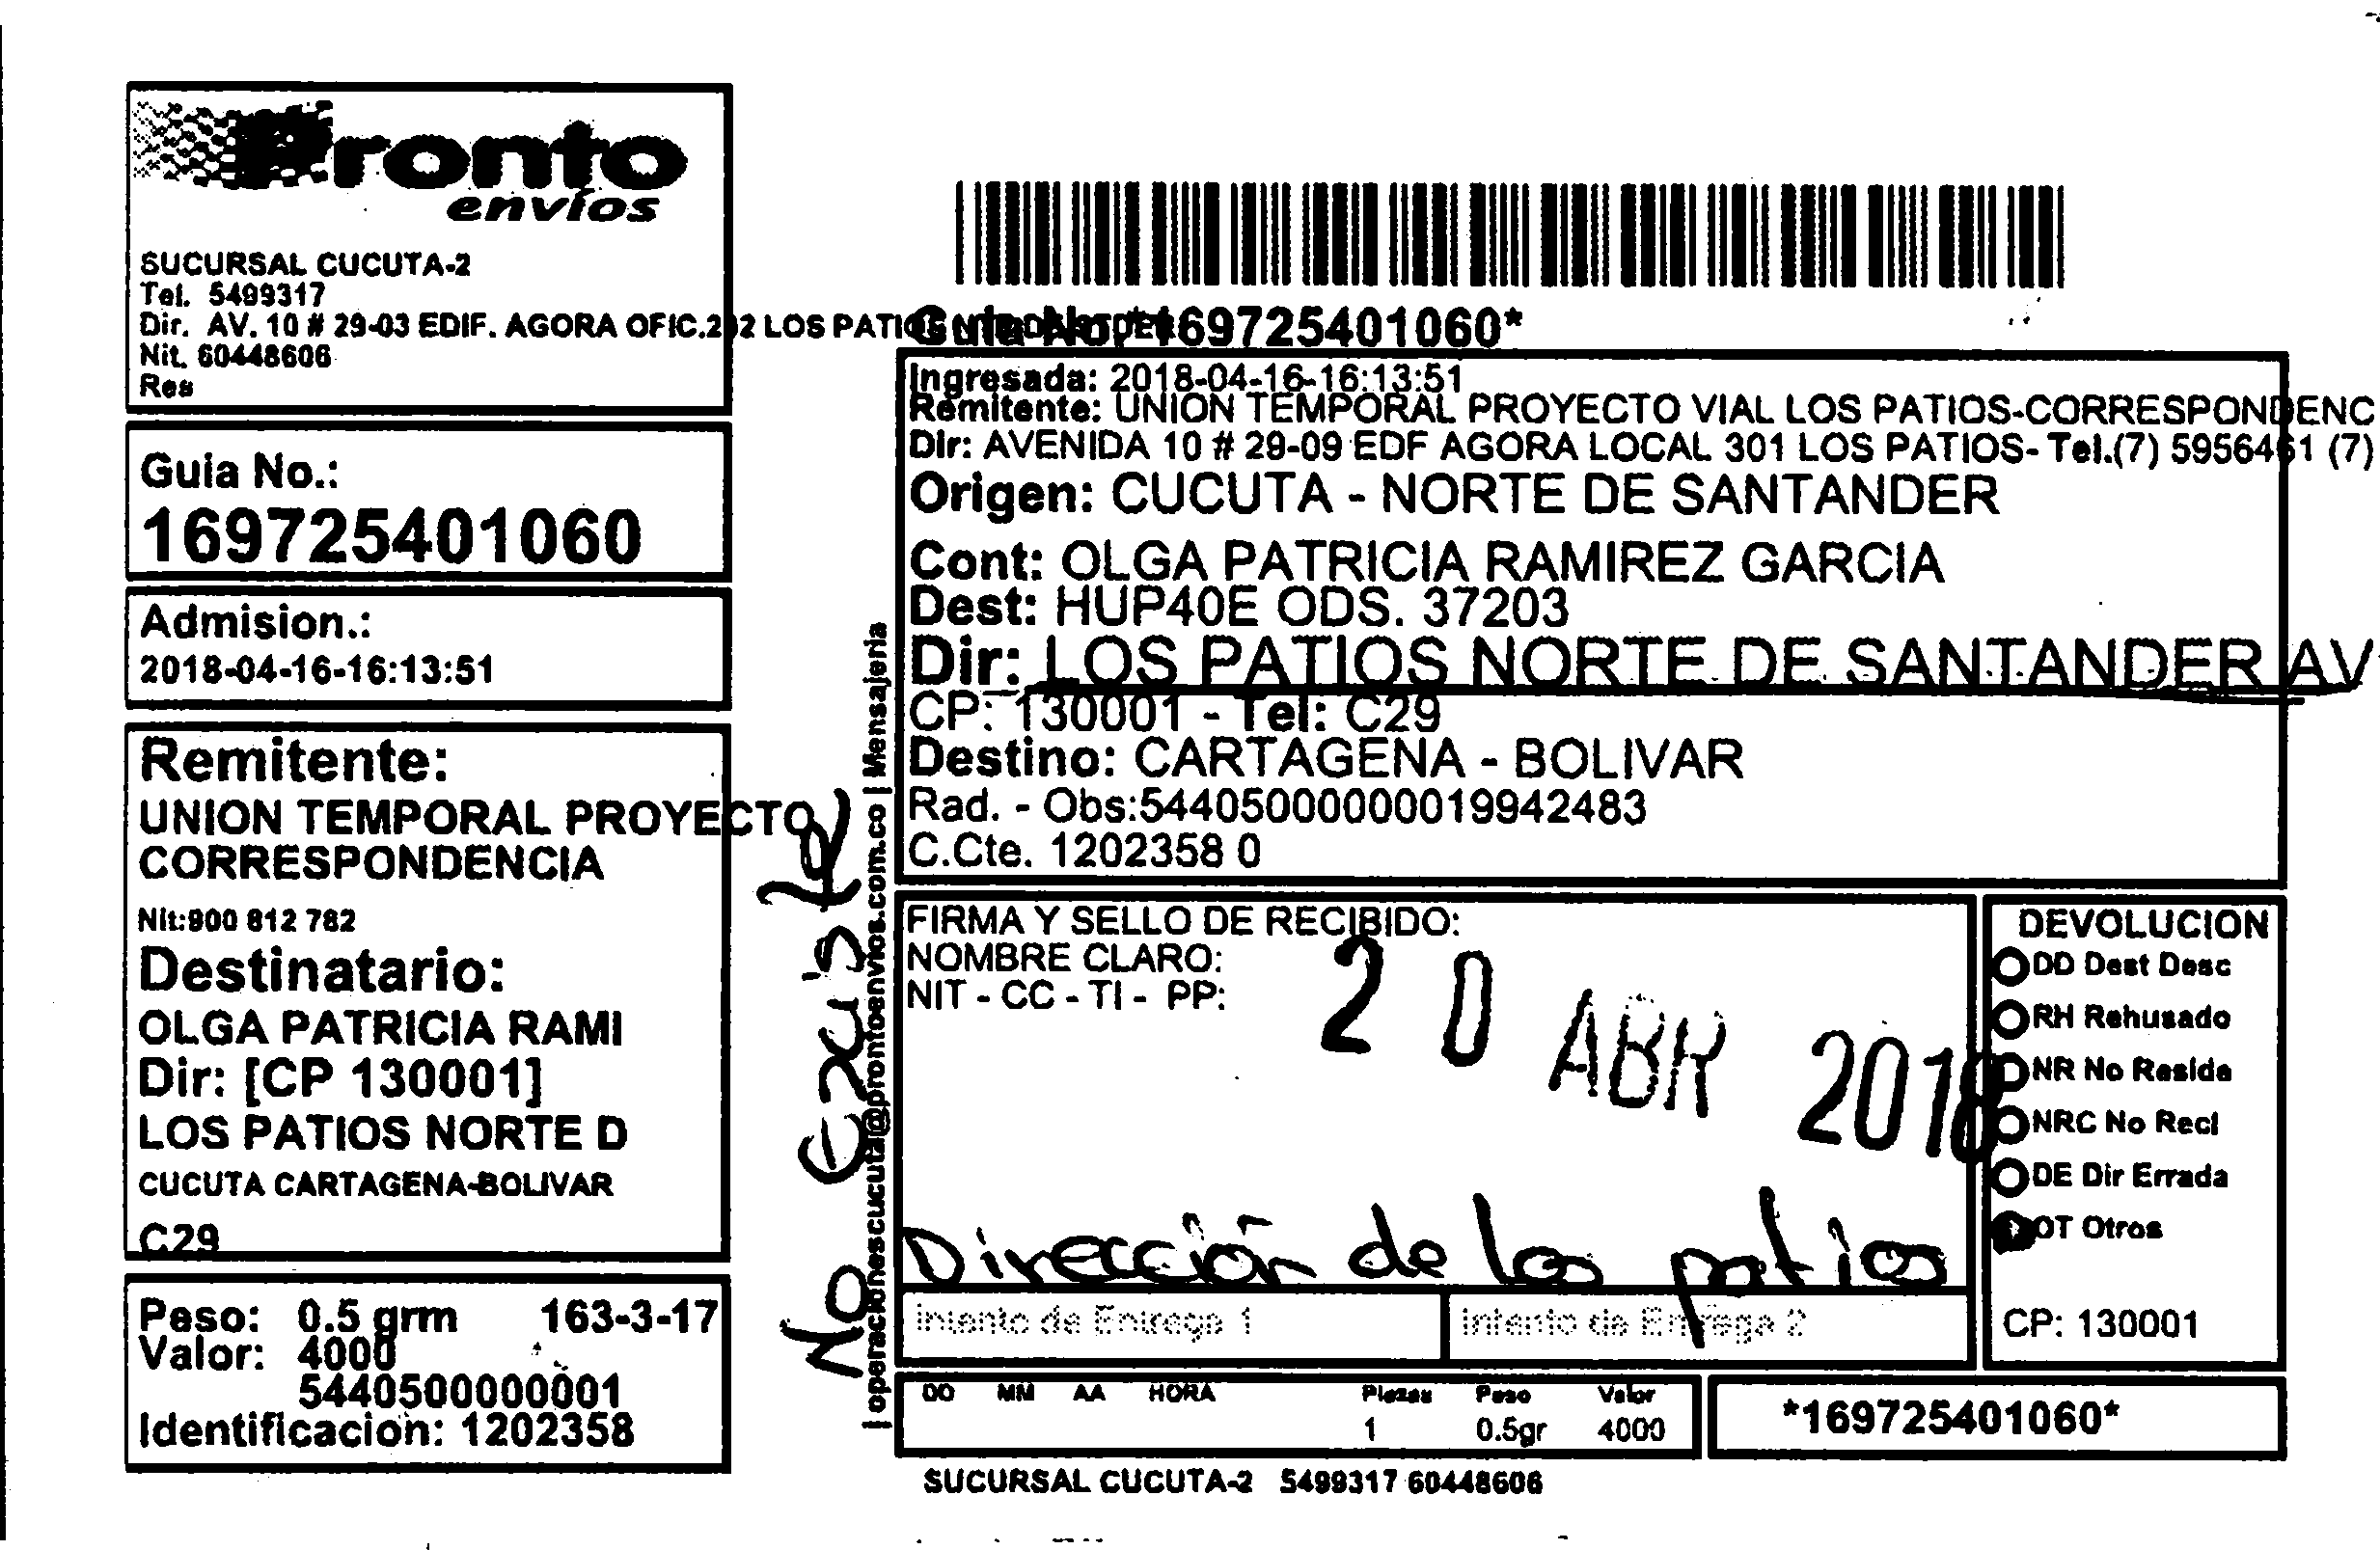 Pronto
envíos
SUCURSAL CUCUTA-2
Tel. 5499317
Dir. AV. 10 # 29-03 EDIF. AGORA OFIC.202 LOS PATIOS
Nit. 60448606
Res
Guia No.:
169725401060
Admision.:
2018-04-16-16:13:51
Remitente:
UNION TEMPORAL PROYECTO
CORRESPONDENCIA
Nit:900 812 782
Destinatario:
OLGA PATRICIA RAMI
Dir: [CP 130001]
LOS PATIOS NORTE D
CUCUTA CARTAGENA-BOLIVAR
C29
Peso: 0.5 grm 163-3-17
Valor: 4000
5440500000001
Identificacion: 1202358
No existe
| operacionescucuta@prontoenvios.com.co | Mensajeria
Guia No. *169725401060*
Ingresada: 2018-04-16-16:13:51
Remitente: UNION TEMPORAL PROYECTO VIAL LOS PATIOS-CORRESPONDENC
Dir: AVENIDA 10 # 29-09 EDF AGORA LOCAL 301 LOS PATIOS- Tel.(7) 5956461 (7)
Origen: CUCUTA - NORTE DE SANTANDER
Cont: OLGA PATRICIA RAMIREZ GARCIA
Dest: HUP40E ODS. 37203
Dir: LOS PATIOS NORTE DE SANTANDER AV
CP: 130001 - Tel: C29
Destino: CARTAGENA - BOLIVAR
Rad. - Obs:544050000000019942483
C.Cte. 1202358 0
FIRMA Y SELLO DE RECIBIDO:
NOMBRE CLARO:
NIT - CC - TI - PP:
20 ABR 2018
Dirección de los patios
Intento de Entrega 1
Intento de Entrega 2
DEVOLUCION
DD Dest Desc
RH Rehusado
NR No Reside
NRC No Recl
DE Dir Errada
OT Otros
CP: 130001
DD MM AA HORA Piezas Peso Valor
1 0.5gr 4000
*169725401060*
SUCURSAL CUCUTA-2 5499317 60448606